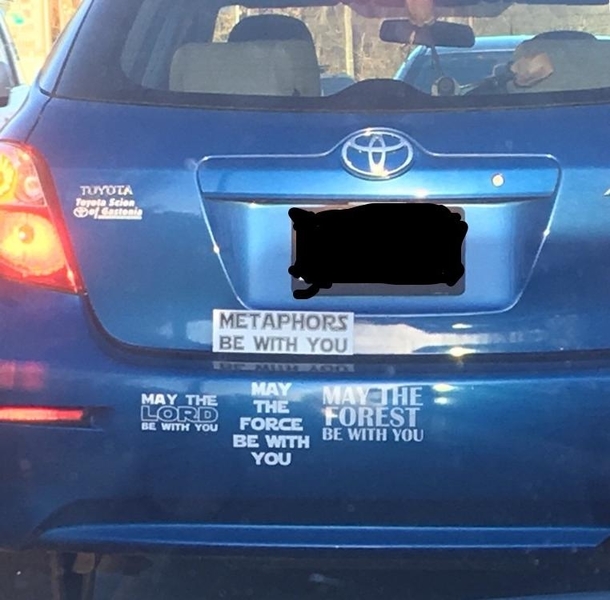 TOYOTA
Toyota Scion
of Gastonia
METAPHORS
BE WITH YOU
MAY THE
LORD
BE WITH YOU
MAY
THE
FORCE
BE WITH
YOU
MAY THE
FOREST
BE WITH YOU